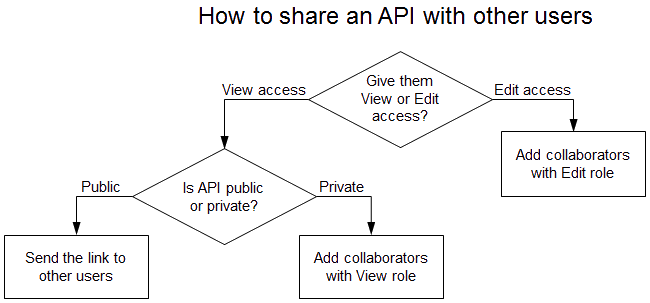 How to share an API with other users
Give them
View or Edit
access?
View access
Edit access
Add collaborators
with Edit role
Is API public
or private?
Public
Private
Send the link to
other users
Add collaborators
with View role